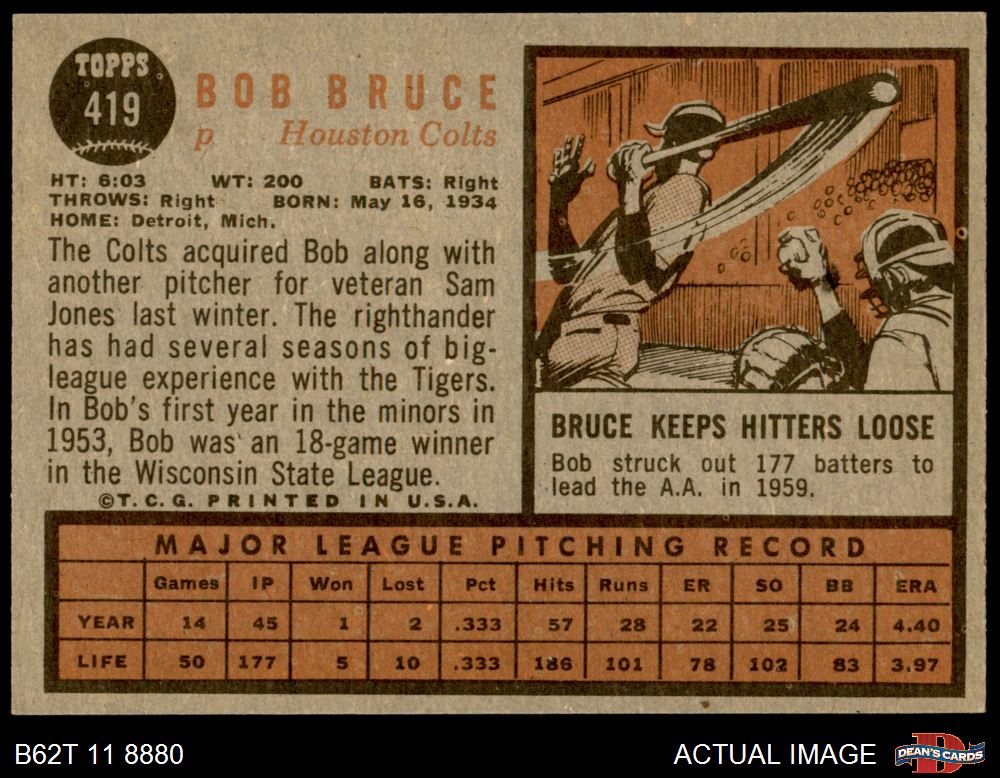 TOPPS
419
BOB BRUCE
p Houston Colts
HT: 6:03 WT: 200 BATS: Right
THROWS: Right BORN: May 16, 1934
HOME: Detroit, Mich.
The Colts acquired Bob along with
another pitcher for veteran Sam
Jones last winter. The righthander
has had several seasons of big-
league experience with the Tigers.
In Bob's first year in the minors in
1953, Bob was an 18-game winner
in the Wisconsin State League.
©T.C.G. PRINTED IN U.S.A.
BRUCE KEEPS HITTERS LOOSE
Bob struck out 177 batters to
lead the A.A. in 1959.
MAJOR LEAGUE PITCHING RECORD
Games IP Won Lost Pct Hits Runs ER SO BB ERA
YEAR 14 45 1 2 .333 57 28 22 25 24 4.40
LIFE 50 177 5 10 .333 186 101 78 102 83 3.97
B62T 11 8880
ACTUAL IMAGE
D
DEAN'S CARDS